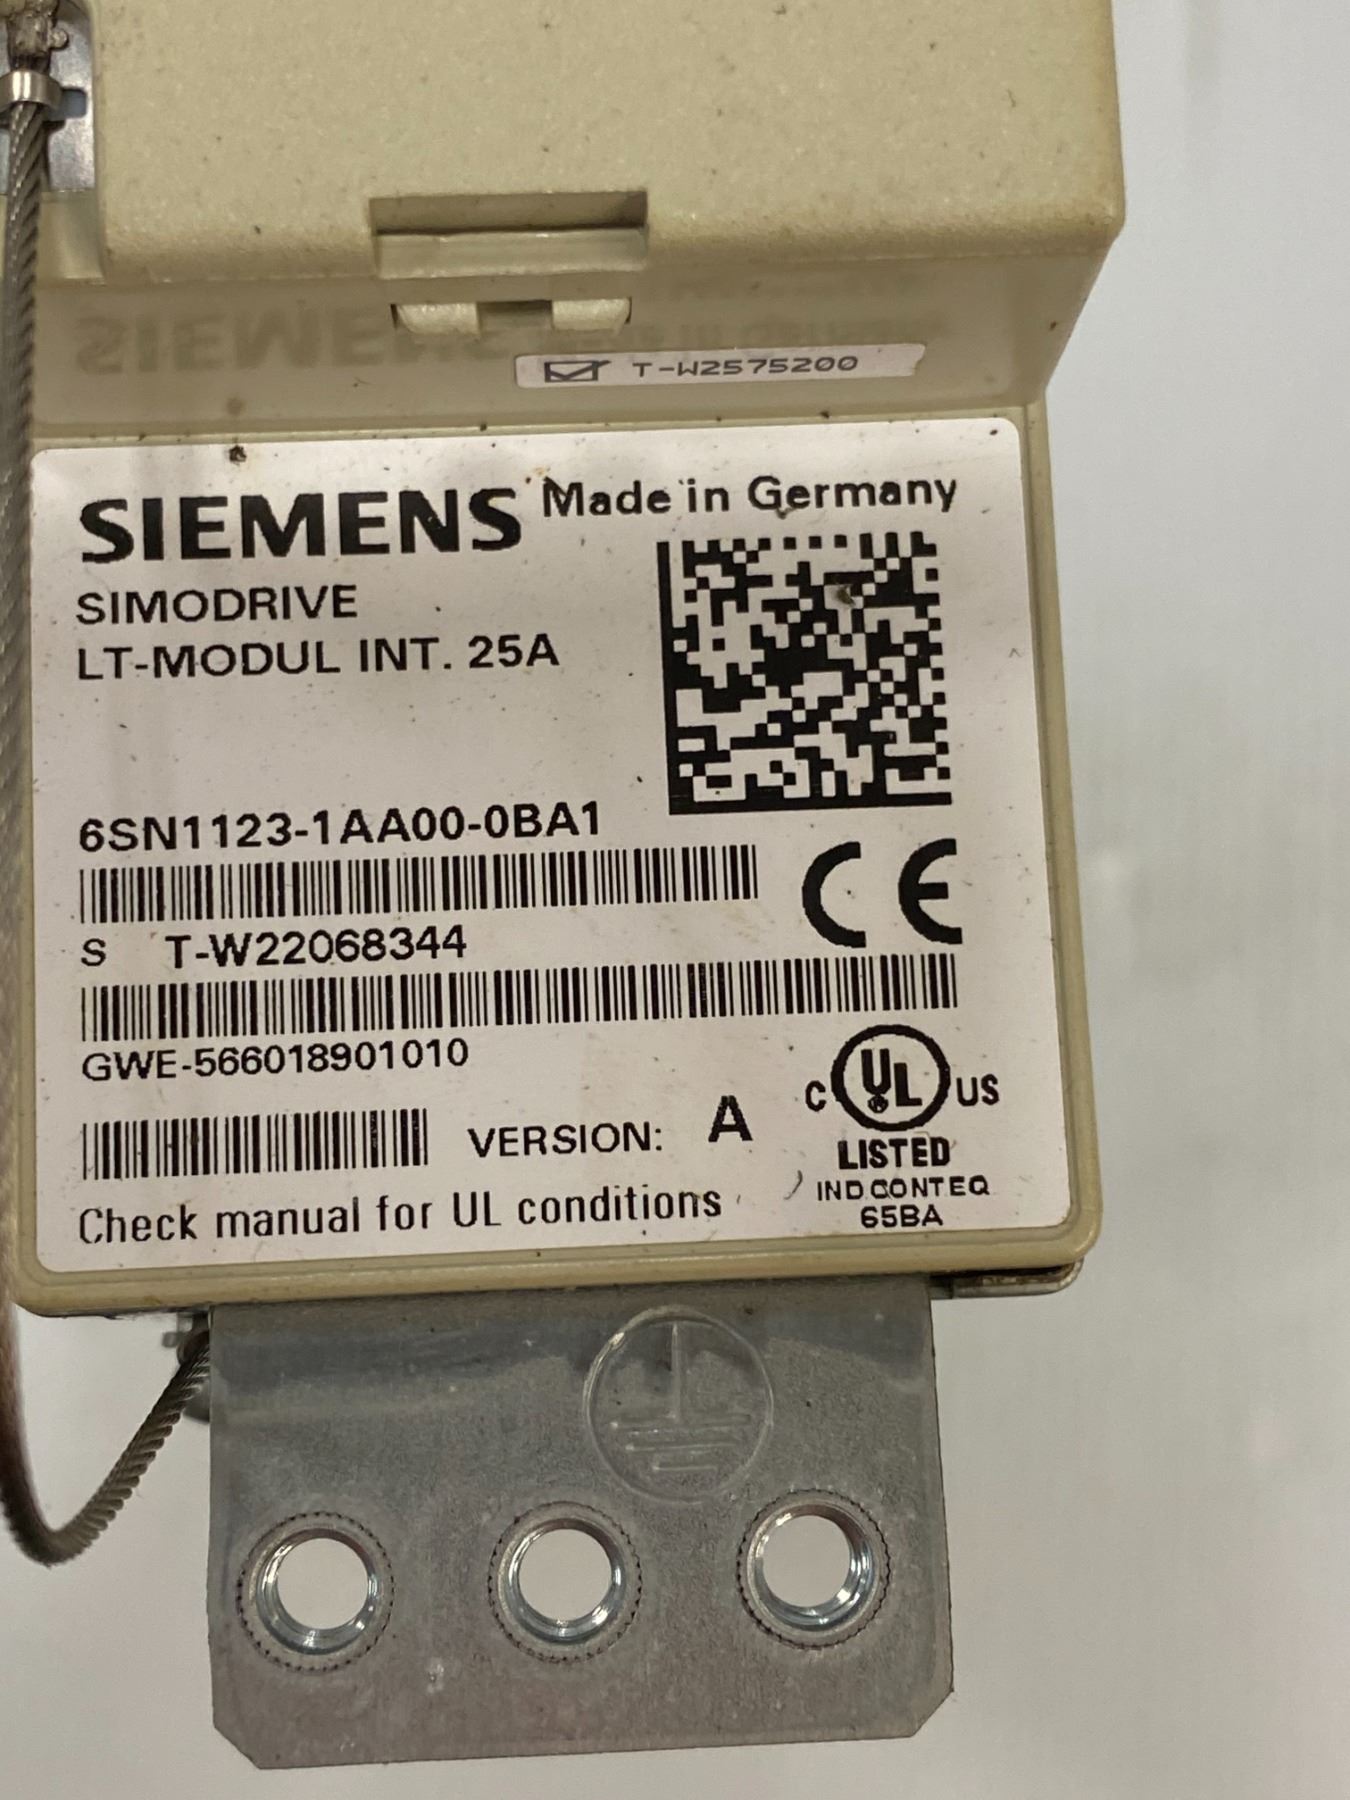 T-W2575200
SIEMENS Made in Germany
SIMODRIVE
LT-MODUL INT. 25A
6SN1123-1AA00-0BA1
CE
S T-W22068344
GWE-566018901010
C UL US
LISTED
IND.CONT.EQ
65BA
VERSION: A
Check manual for UL conditions